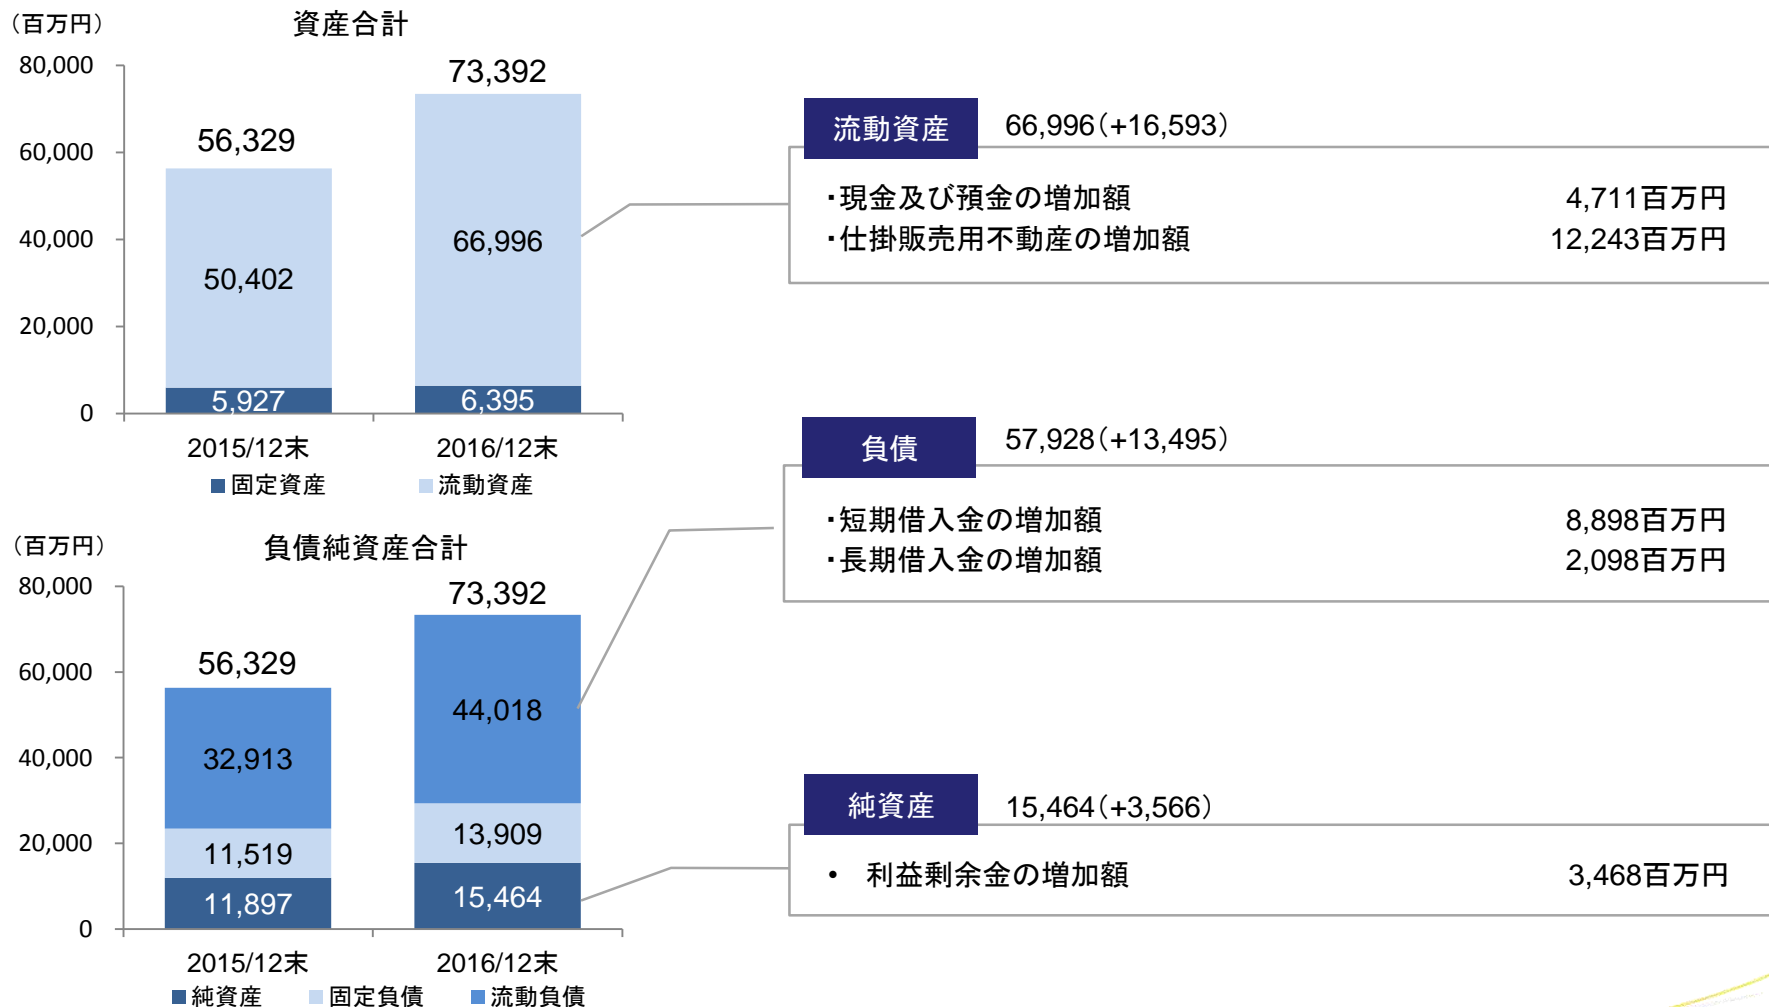 （百万円）
資産合計
80,000
60,000
40,000
20,000
0
56,329
73,392
50,402
66,996
5,927
6,395
2015/12末
2016/12末
固定資産
流動資産
流動資産
66,996（+16,593）
・現金及び預金の増加額 4,711百万円
・仕掛販売用不動産の増加額 12,243百万円
負債
57,928（+13,495）
・短期借入金の増加額 8,898百万円
・長期借入金の増加額 2,098百万円
（百万円）
負債純資産合計
80,000
60,000
40,000
20,000
0
56,329
73,392
32,913
44,018
11,519
13,909
11,897
15,464
2015/12末
2016/12末
純資産
固定負債
流動負債
純資産
15,464（+3,566）
• 利益剰余金の増加額 3,468百万円